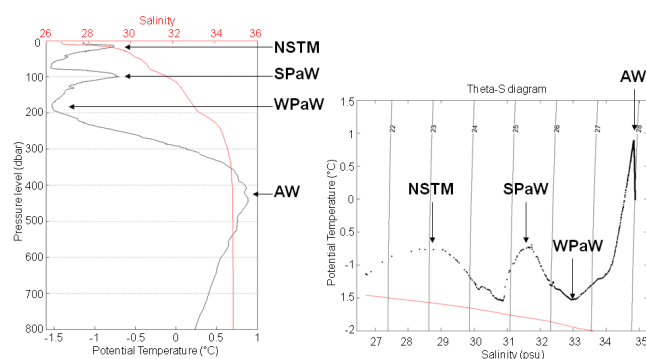 Salinity
26 28 30 32 34 36
0
100
200
300
400
500
600
700
800
Pressure level (dbar)
-1.5 -1 -0.5 0 0.5 1
Potential Temperature (°C)
NSTM
SPaW
WPaW
AW
Theta-S diagram
AW
1.5
1.0
0.5
0
0.5
-1
1.5
-2
Potential Temperature (°C)
22 23 24 25 26 27 28
NSTM
SPaW
WPaW
27 28 29 30 31 32 33 34 35
Salinity (psu)